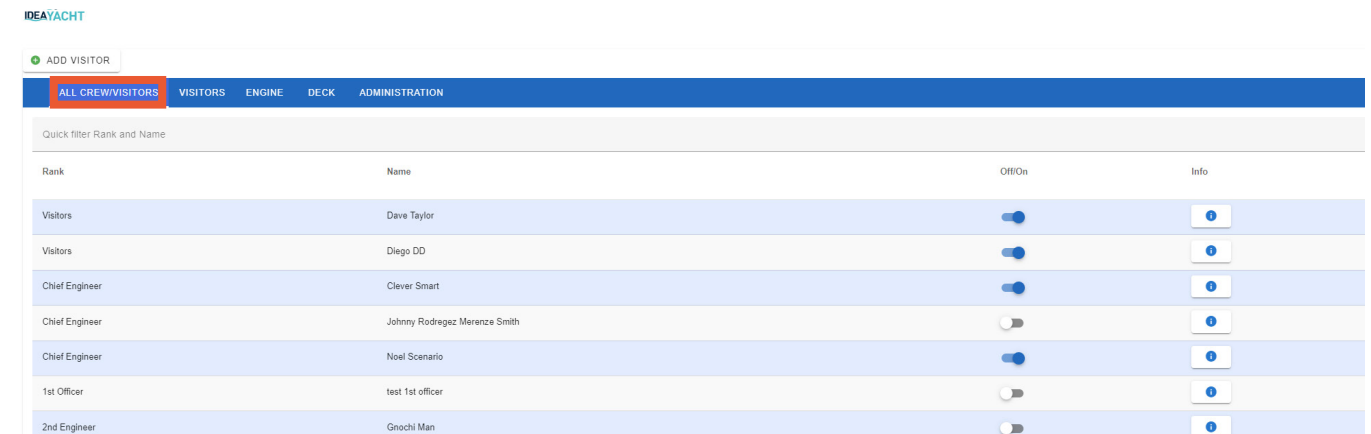 IDEAYACHT
ADD VISITOR
ALL CREW/VISITORS VISITORS ENGINE DECK ADMINISTRATION
Quick filter Rank and Name
Rank Name Off/On Info
Visitors Dave Taylor
Visitors Diego DD
Chief Engineer Clever Smart
Chief Engineer Johnny Rodregez Merenze Smith
Chief Engineer Noel Scenario
1st Officer test 1st officer
2nd Engineer Gnochi Man